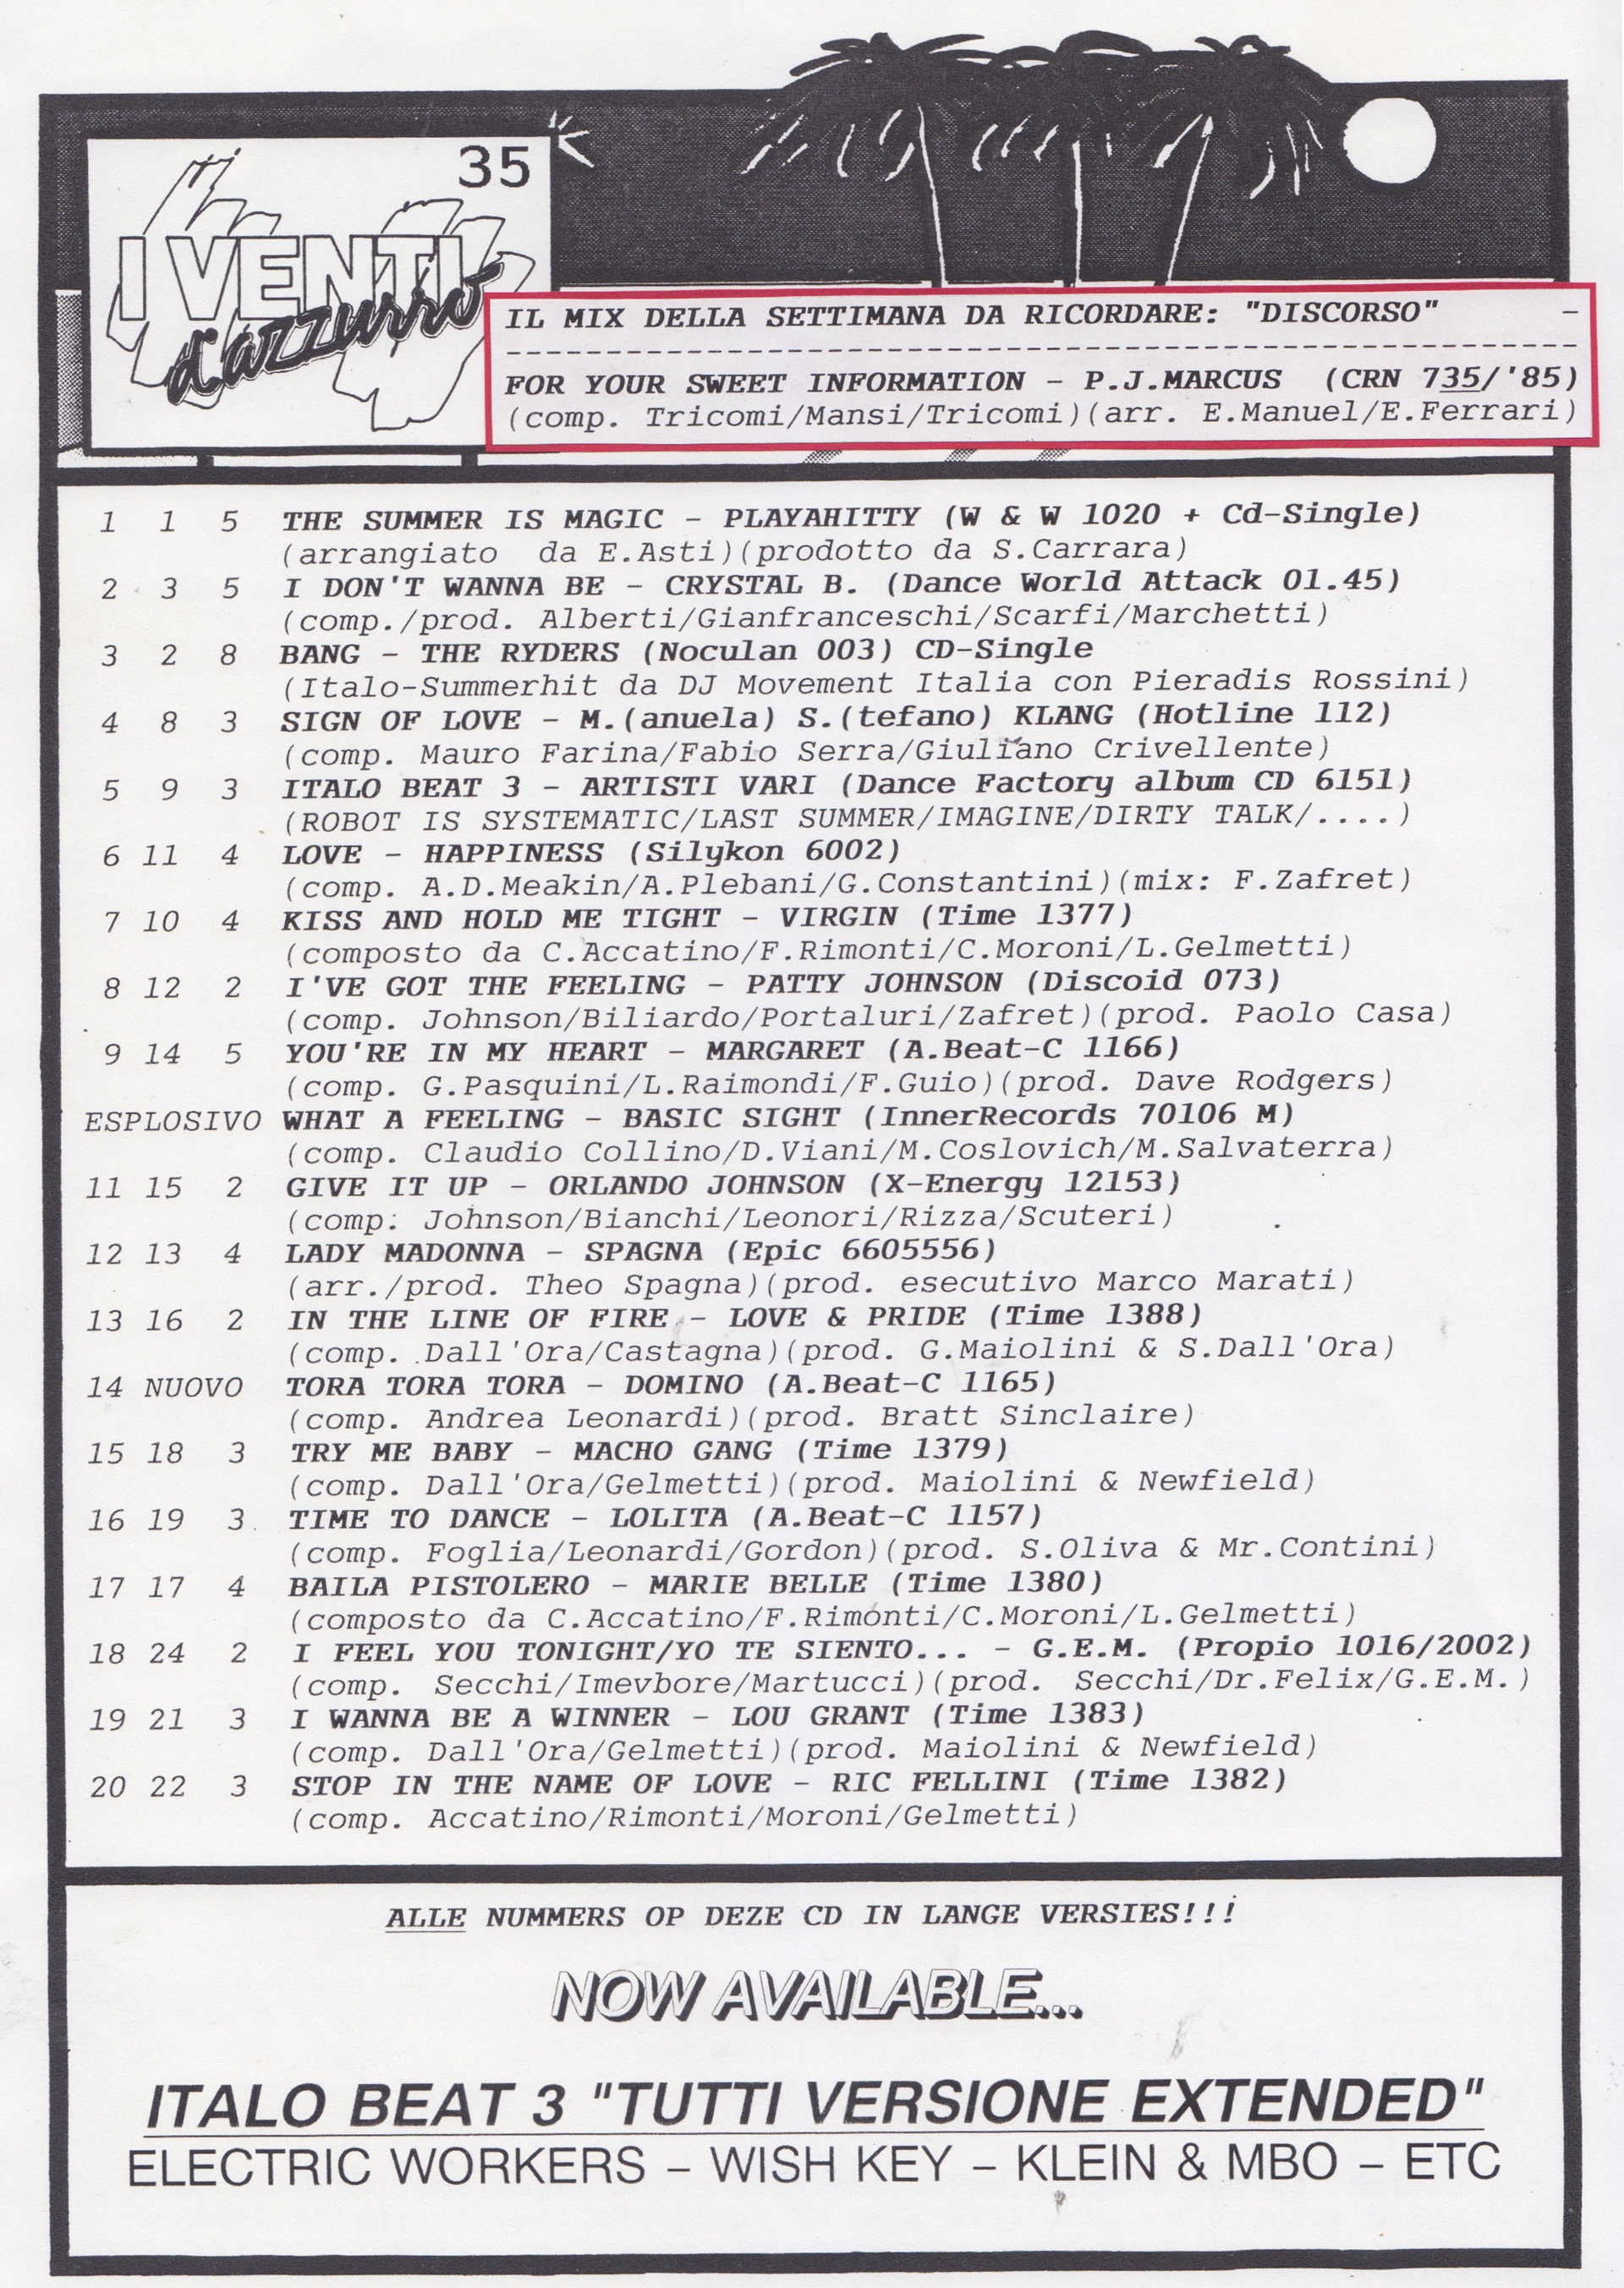 35
I VENTI
d'azzurro
IL MIX DELLA SETTIMANA DA RICORDARE: "DISCORSO" -
FOR YOUR SWEET INFORMATION - P.J.MARCUS (CRN 735/'85)
(comp. Tricomi/Mansi/Tricomi)(arr. E.Manuel/E.Ferrari)
1 1 5 THE SUMMER IS MAGIC - PLAYAHITTY (W & W 1020 + Cd-Single)
(arrangiato da E.Asti)(prodotto da S.Carrara)
2 3 5 I DON'T WANNA BE - CRYSTAL B. (Dance World Attack 01.45)
(comp./prod. Alberti/Gianfranceschi/Scarfi/Marchetti)
3 2 8 BANG - THE RYDERS (Noculan 003) CD-Single
(Italo-Summerhit da DJ Movement Italia con Pieradis Rossini)
4 8 3 SIGN OF LOVE - M.(anuela) S.(tefano) KLANG (Hotline 112)
(comp. Mauro Farina/Fabio Serra/Giuliano Crivellente)
5 9 3 ITALO BEAT 3 - ARTISTI VARI (Dance Factory album CD 6151)
(ROBOT IS SYSTEMATIC/LAST SUMMER/IMAGINE/DIRTY TALK/....)
6 11 4 LOVE - HAPPINESS (Silykon 6002)
(comp. A.D.Meakin/A.Plebani/G.Constantini)(mix: F.Zafret)
7 10 4 KISS AND HOLD ME TIGHT - VIRGIN (Time 1377)
(composto da C.Accatino/F.Rimonti/C.Moroni/L.Gelmetti)
8 12 2 I'VE GOT THE FEELING - PATTY JOHNSON (Discoid 073)
(comp. Johnson/Biliardo/Portaluri/Zafret)(prod. Paolo Casa)
9 14 5 YOU'RE IN MY HEART - MARGARET (A.Beat-C 1166)
(comp. G.Pasquini/L.Raimondi/F.Guio)(prod. Dave Rodgers)
ESPLOSIVO WHAT A FEELING - BASIC SIGHT (InnerRecords 70106 M)
(comp. Claudio Collino/D.Viani/M.Coslovich/M.Salvaterra)
11 15 2 GIVE IT UP - ORLANDO JOHNSON (X-Energy 12153)
(comp. Johnson/Bianchi/Leonori/Rizza/Scuteri)
12 13 4 LADY MADONNA - SPAGNA (Epic 6605556)
(arr./prod. Theo Spagna)(prod. esecutivo Marco Marati)
13 16 2 IN THE LINE OF FIRE - LOVE & PRIDE (Time 1388)
(comp. Dall'Ora/Castagna)(prod. G.Maiolini & S.Dall'Ora)
14 NUOVO TORA TORA TORA - DOMINO (A.Beat-C 1165)
(comp. Andrea Leonardi)(prod. Bratt Sinclaire)
15 18 3 TRY ME BABY - MACHO GANG (Time 1379)
(comp. Dall'Ora/Gelmetti)(prod. Maiolini & Newfield)
16 19 3 TIME TO DANCE - LOLITA (A.Beat-C 1157)
(comp. Foglia/Leonardi/Gordon)(prod. S.Oliva & Mr.Contini)
17 17 4 BAILA PISTOLERO - MARIE BELLE (Time 1380)
(composto da C.Accatino/F.Rimonti/C.Moroni/L.Gelmetti)
18 24 2 I FEEL YOU TONIGHT/YO TE SIENTO... - G.E.M. (Propio 1016/2002)
(comp. Secchi/Imevbore/Martucci)(prod. Secchi/Dr.Felix/G.E.M.)
19 21 3 I WANNA BE A WINNER - LOU GRANT (Time 1383)
(comp. Dall'Ora/Gelmetti)(prod. Maiolini & Newfield)
20 22 3 STOP IN THE NAME OF LOVE - RIC FELLINI (Time 1382)
(comp. Accatino/Rimonti/Moroni/Gelmetti)
ALLE NUMMERS OP DEZE CD IN LANGE VERSIES!!!
NOW AVAILABLE...
ITALO BEAT 3 "TUTTI VERSIONE EXTENDED"
ELECTRIC WORKERS - WISH KEY - KLEIN & MBO - ETC